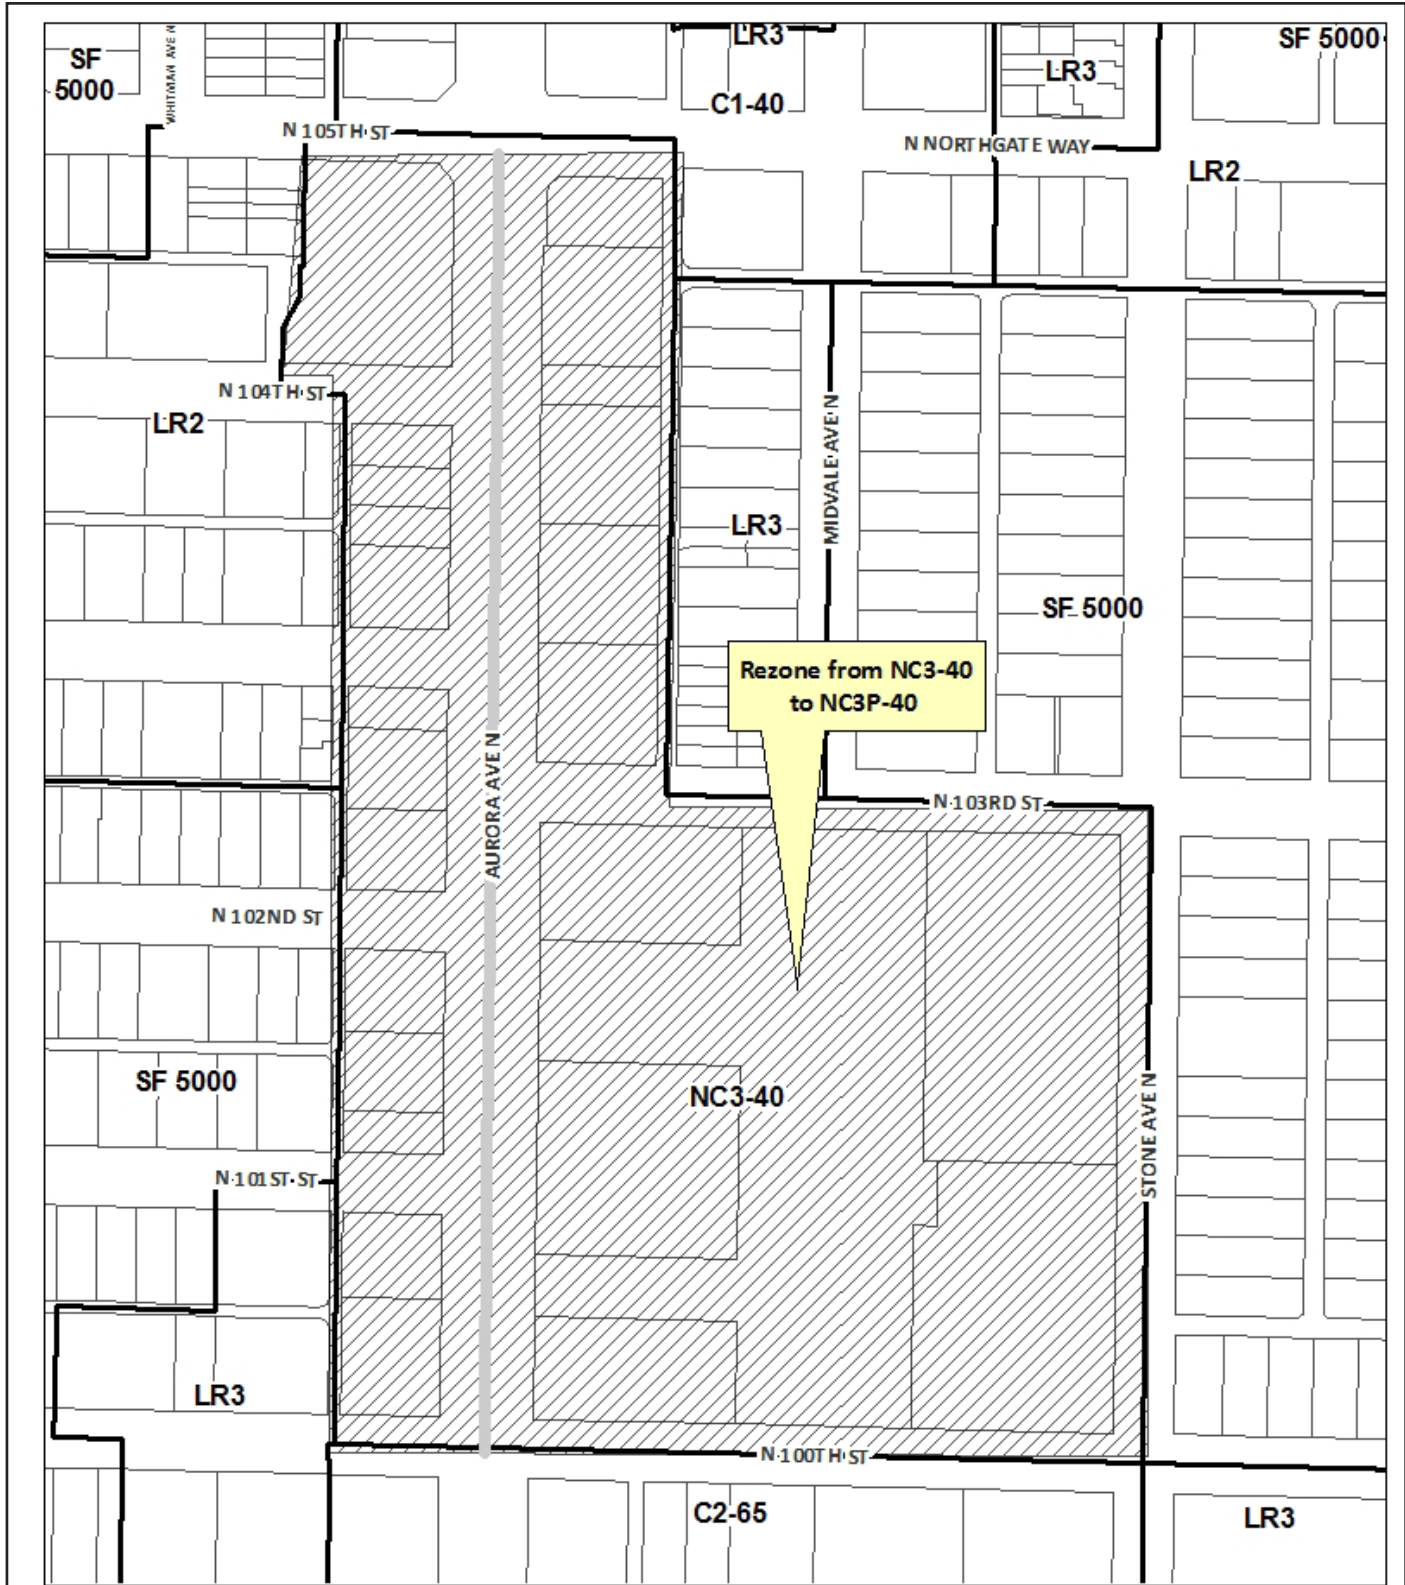 LR3
SF 5000
SF
5000
WHITMAN AVE N
LR3
C1-40
N 105TH ST
N NORTHGATE WAY
LR2
N 104TH ST
LR2
MIDVALE AVE N
LR3
SF 5000
Rezone from NC3-40
to NC3P-40
AURORA AVE N
N 103RD ST
N 102ND ST
SF 5000
NC3-40
STONE AVE N
N 101ST ST
LR3
N 100TH ST
C2-65
LR3